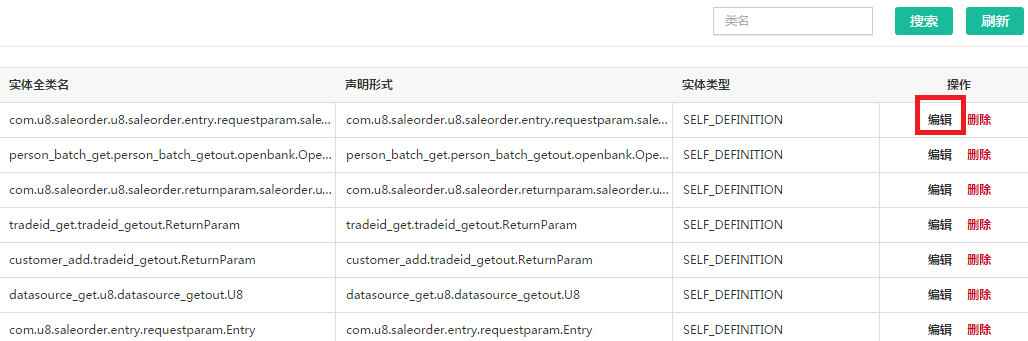 类名 搜索 刷新
实体全类名 声明形式 实体类型 操作
com.u8.saleorder.u8.saleorder.entry.requestparam.sale... com.u8.saleorder.u8.saleorder.entry.requestparam.sale... SELF_DEFINITION 编辑 删除
person_batch_get.person_batch_getout.openbank.Ope... person_batch_get.person_batch_getout.openbank.Ope... SELF_DEFINITION 编辑 删除
com.u8.saleorder.u8.saleorder.returnparam.saleorder.u... com.u8.saleorder.u8.saleorder.returnparam.saleorder.u... SELF_DEFINITION 编辑 删除
tradeid_get.tradeid_getout.ReturnParam tradeid_get.tradeid_getout.ReturnParam SELF_DEFINITION 编辑 删除
customer_add.tradeid_getout.ReturnParam customer_add.tradeid_getout.ReturnParam SELF_DEFINITION 编辑 删除
datasource_get.u8.datasource_getout.U8 datasource_get.u8.datasource_getout.U8 SELF_DEFINITION 编辑 删除
com.u8.saleorder.entry.requestparam.Entry com.u8.saleorder.entry.requestparam.Entry SELF_DEFINITION 编辑 删除